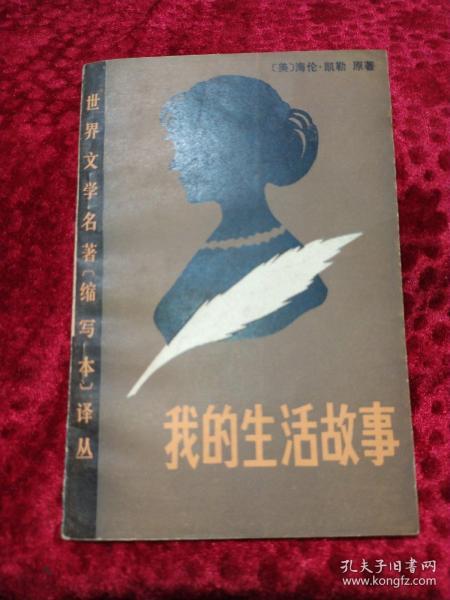 〔美〕海伦·凯勒 原著
世界文学名著〔缩写本〕译丛
我的生活故事
孔夫子旧书网
www.kongfz.com